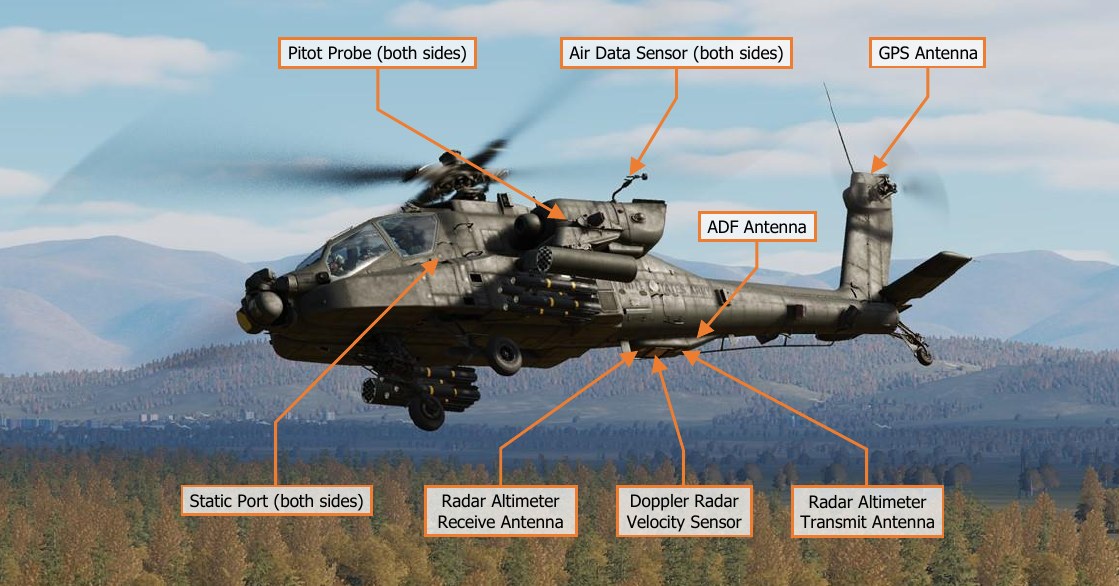 Pitot Probe (both sides)
Air Data Sensor (both sides)
GPS Antenna
ADF Antenna
Static Port (both sides)
Radar Altimeter
Receive Antenna
Doppler Radar
Velocity Sensor
Radar Altimeter
Transmit Antenna